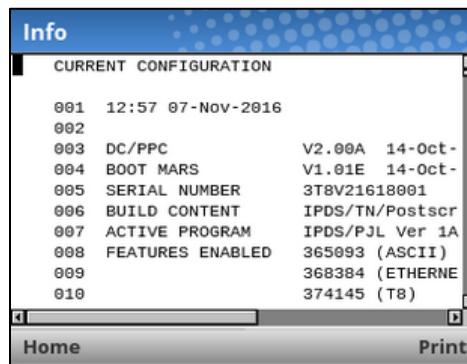 Info
CURRENT CONFIGURATION
001 12:57 07-Nov-2016
002
003 DC/PPC V2.00A 14-Oct-
004 BOOT MARS V1.01E 14-Oct-
005 SERIAL NUMBER 3T8V21618001
006 BUILD CONTENT IPDS/TN/Postscr
007 ACTIVE PROGRAM IPDS/PJL Ver 1A
008 FEATURES ENABLED 365093 (ASCII)
009 368384 (ETHERNE
010 374145 (T8)
Home Print